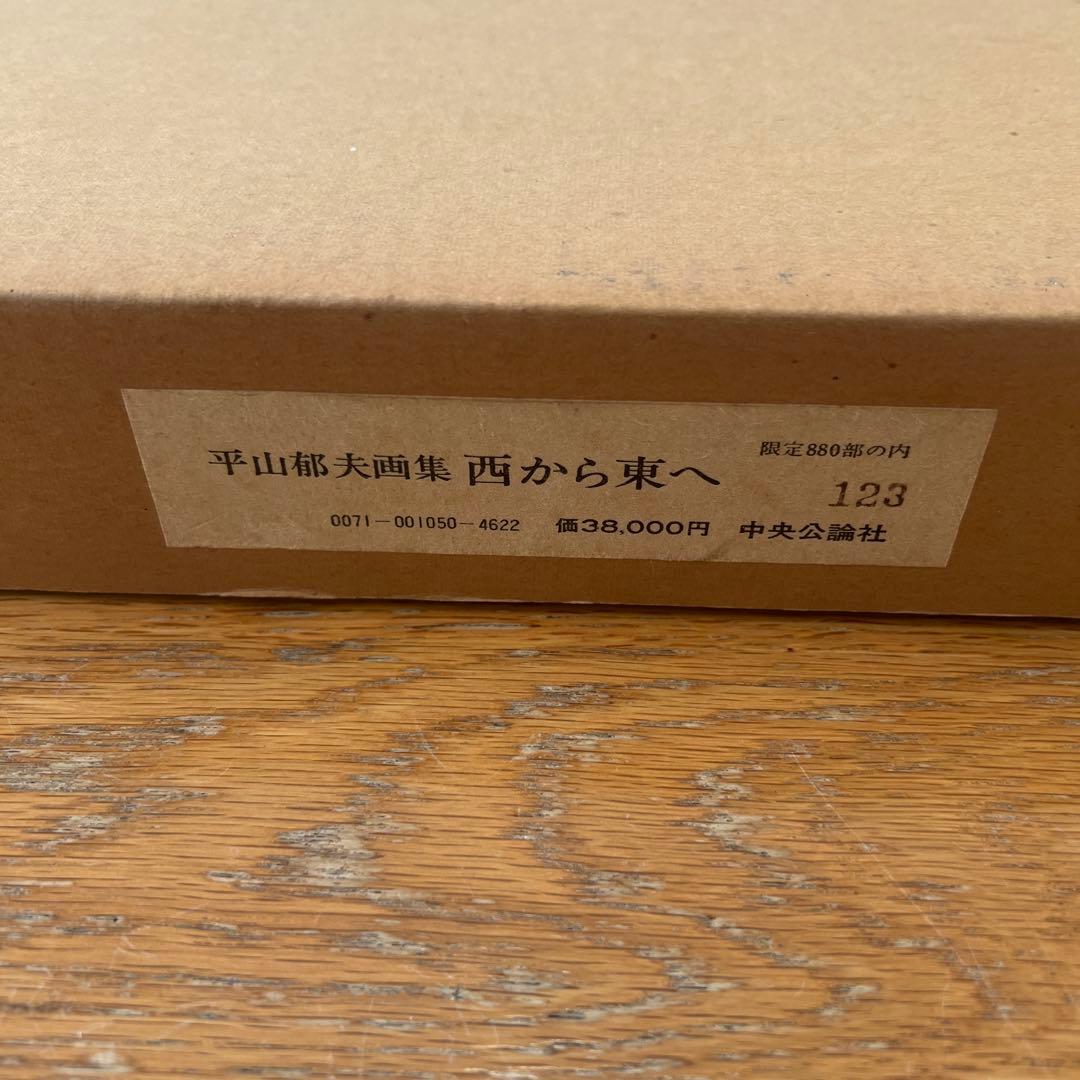 平山郁夫画集 西から東へ
限定880部の内
123
0071-001050-4622 価38,000円 中央公論社